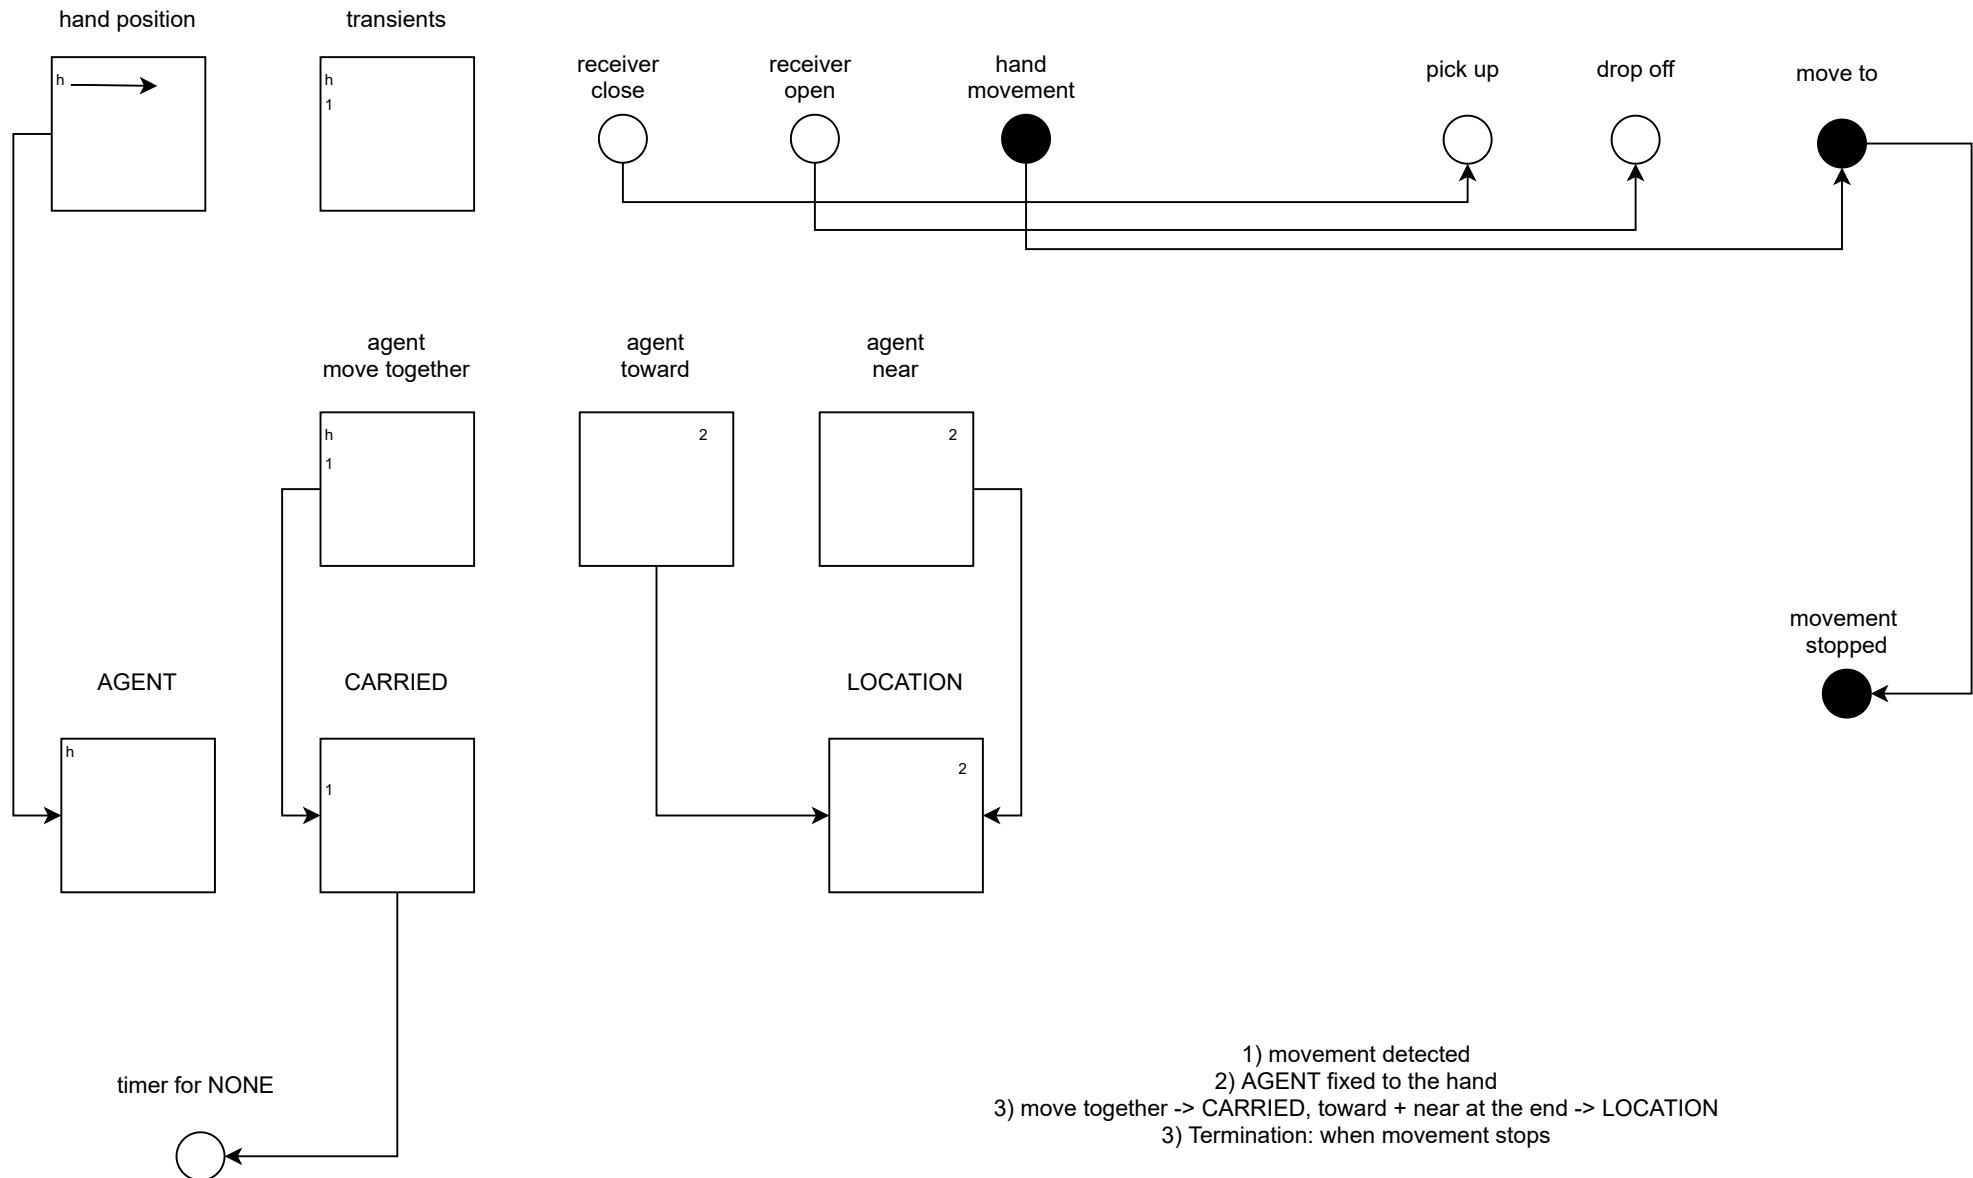 hand position
transients
h
h
1
receiver
close
receiver
open
hand
movement
pick up
drop off
move to
agent
move together
agent
toward
agent
near
h
1
2
2
movement
stopped
AGENT
CARRIED
LOCATION
h
1
2
timer for NONE
1) movement detected
2) AGENT fixed to the hand
3) move together -> CARRIED, toward + near at the end -> LOCATION
3) Termination: when movement stops